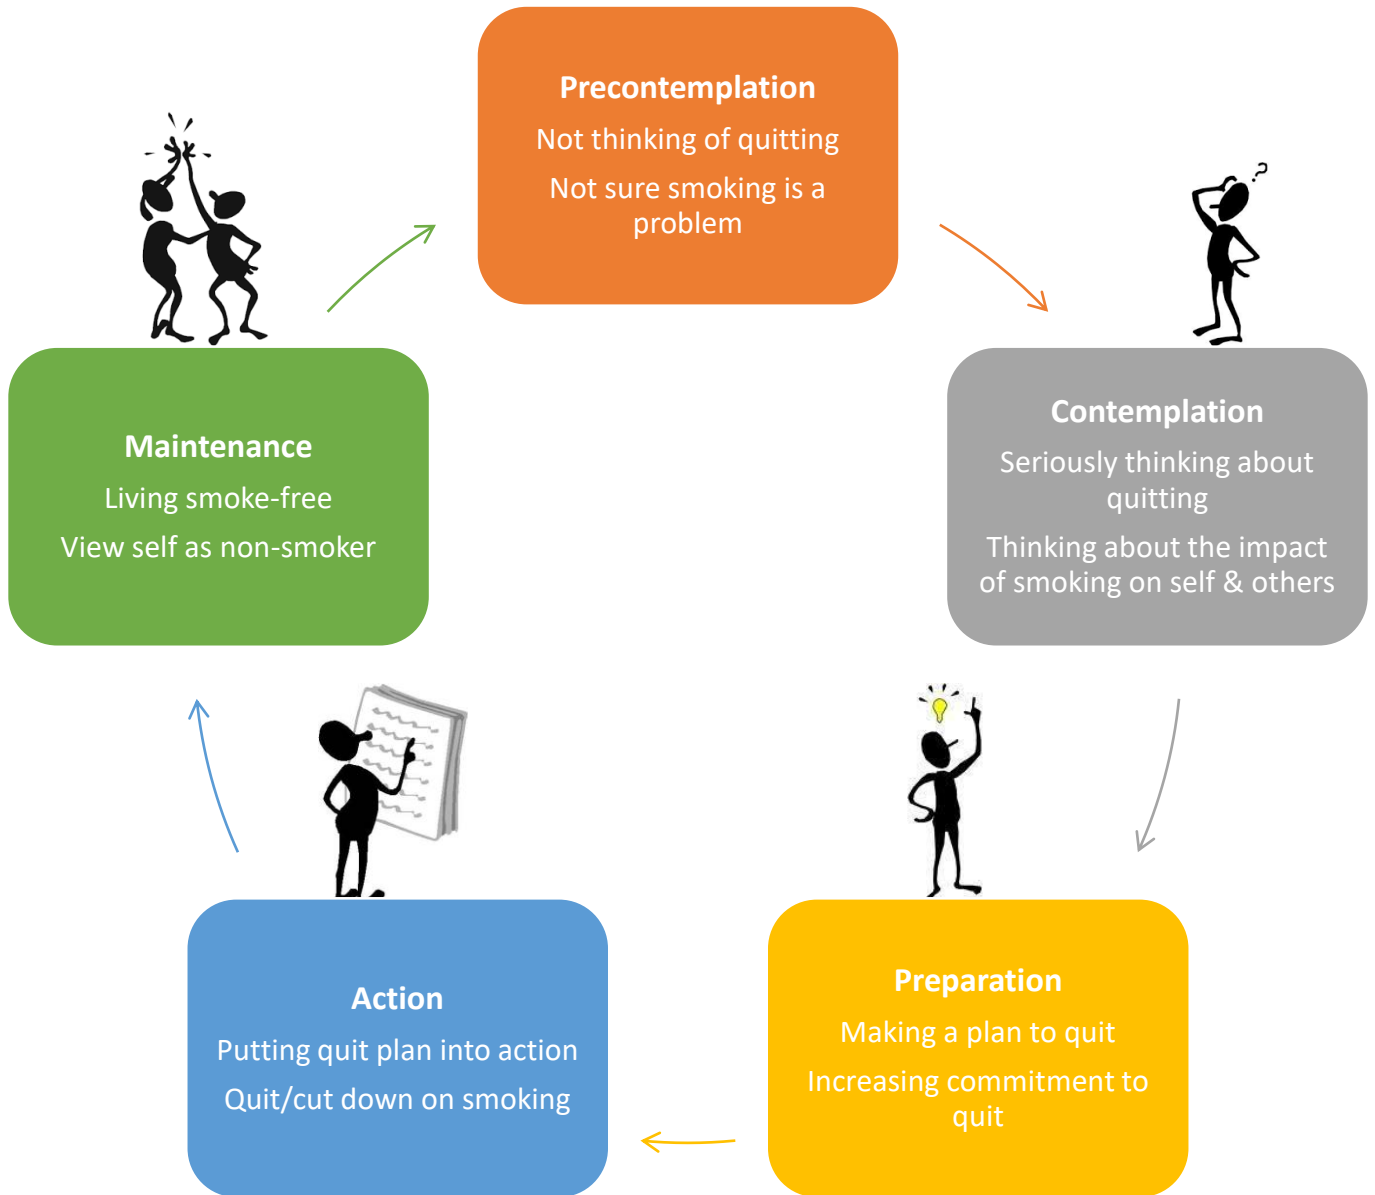 Precontemplation
Not thinking of quitting
Not sure smoking is a
problem
Contemplation
Seriously thinking about
quitting
Thinking about the impact
of smoking on self & others
Preparation
Making a plan to quit
Increasing commitment to
quit
Action
Putting quit plan into action
Quit/cut down on smoking
Maintenance
Living smoke-free
View self as non-smoker
?